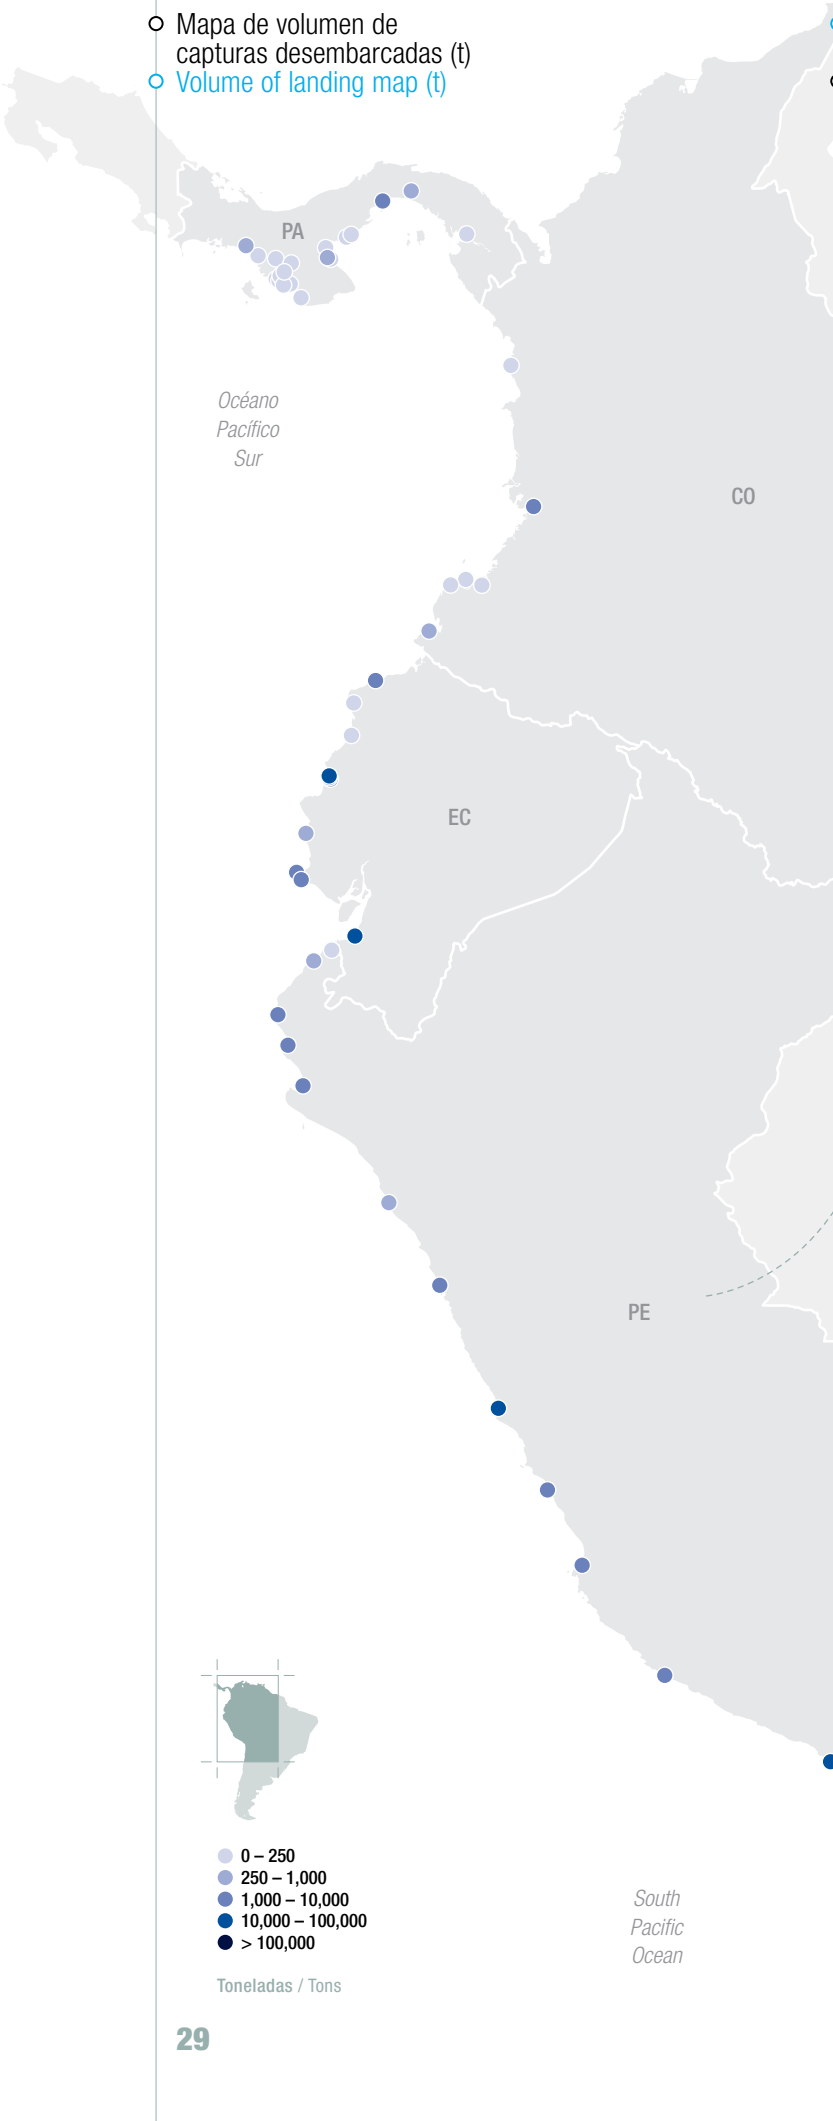 Mapa de volumen de
capturas desembarcadas (t)
Volume of landing map (t)
PA
Océano
Pacífico
Sur
CO
EC
PE
0 – 250
250 – 1,000
1,000 – 10,000
10,000 – 100,000
> 100,000
Toneladas / Tons
South
Pacific
Ocean
29